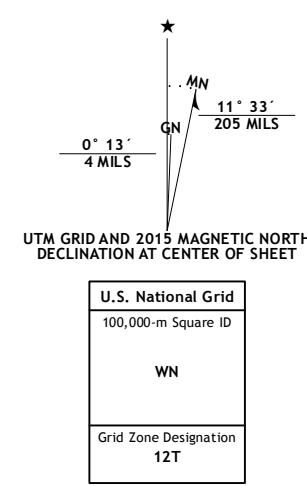 ★
MN
GN
11° 33´
205 MILS
0° 13´
4 MILS
UTM GRID AND 2015 MAGNETIC NORTH
DECLINATION AT CENTER OF SHEET
U.S. National Grid
100,000-m Square ID
WN
Grid Zone Designation
12T